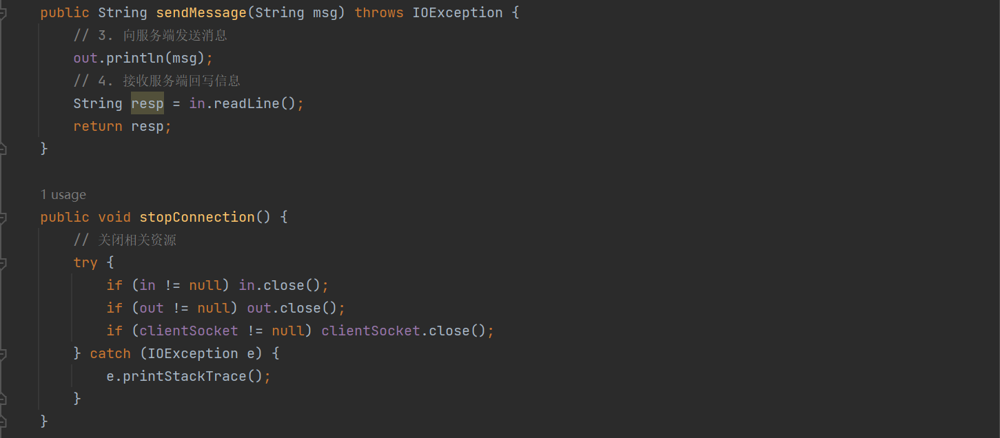 public String sendMessage(String msg) throws IOException {
// 3. 向服务端发送消息
out.println(msg);
// 4. 接收服务端回写信息
String resp = in.readLine();
return resp;
}
1 usage
public void stopConnection() {
// 关闭相关资源
try {
if (in != null) in.close();
if (out != null) out.close();
if (clientSocket != null) clientSocket.close();
} catch (IOException e) {
e.printStackTrace();
}
}